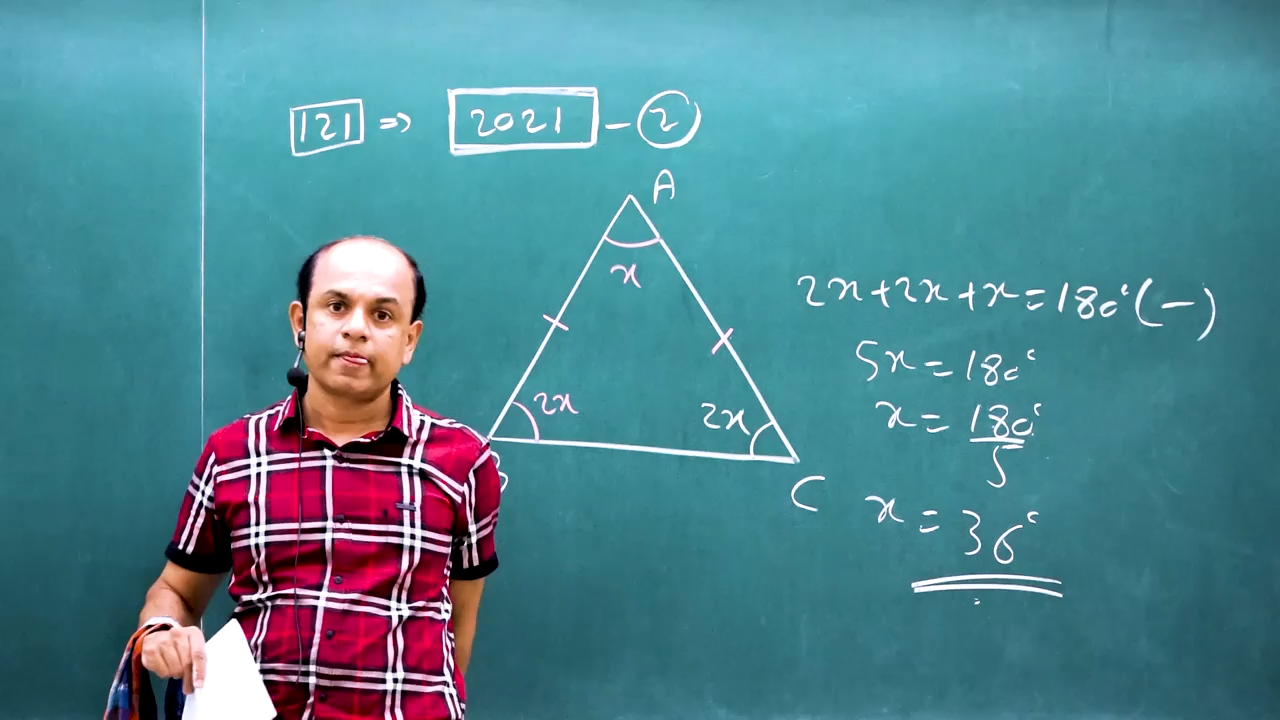 121 ⇒ 2021 - 2
A
x
2x
2x
B
C
2x+2x+x=180°(-)
5x=180°
x=180°
5
x=36°